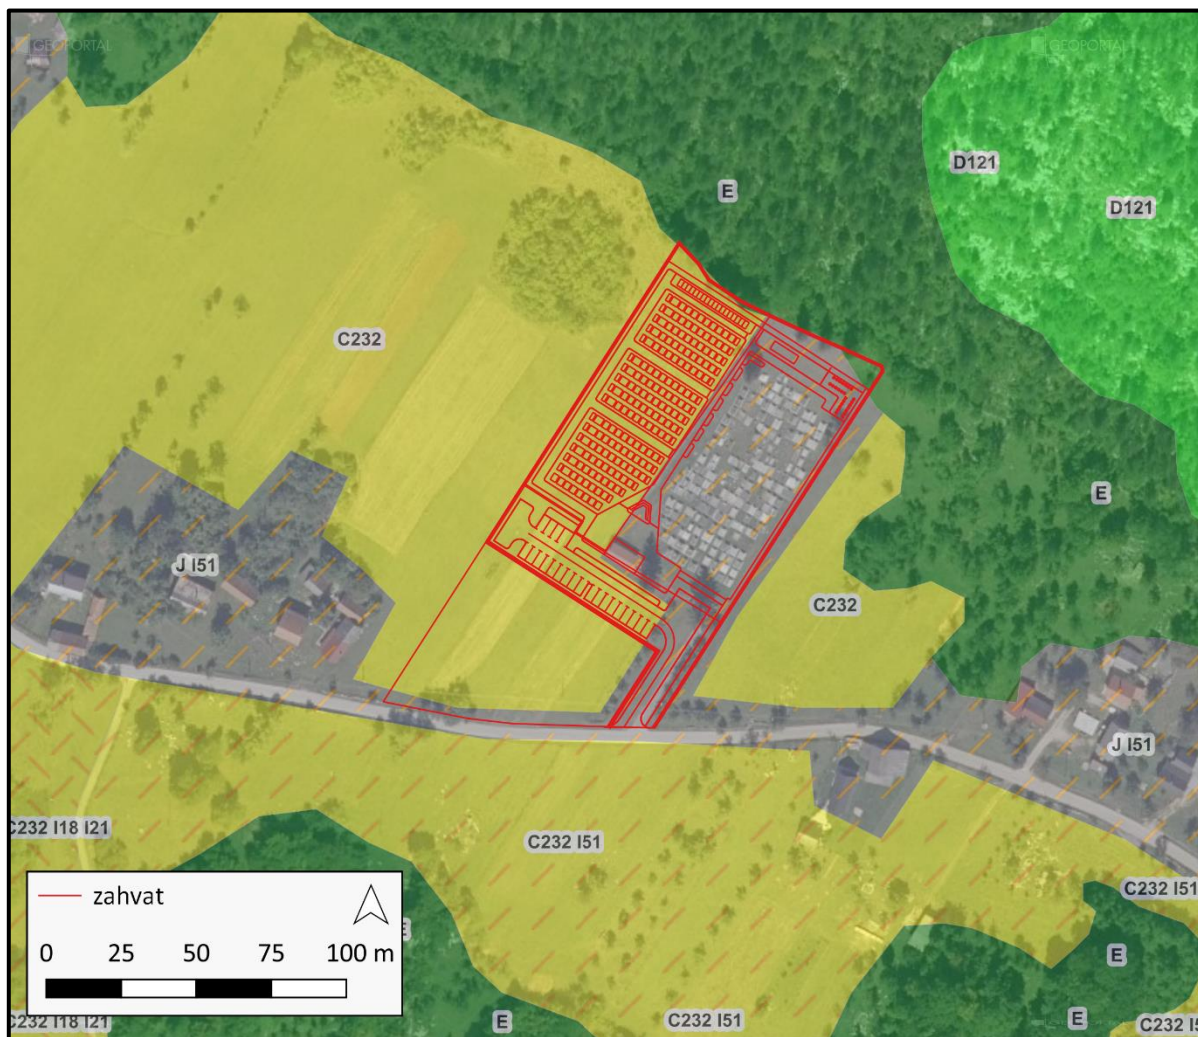 GEOPORTAL
GEOPORTAL
D121
E
D121
C232
E
J I51
C232
J I51
C232 I18 I21
C232 I51
C232 I51
zahvat
E
0 25 50 75 100 m
E
E
C232 I18 I21
E
C232 I51